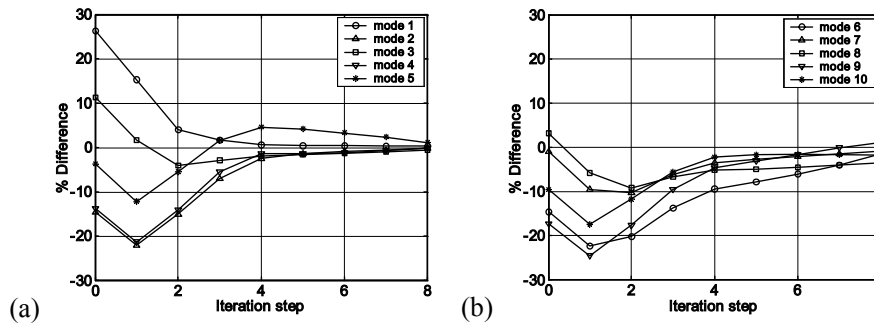 30
20
10
0
-10
-20
-30
% Difference
mode 1
mode 2
mode 3
mode 4
mode 5
0
2
4
6
8
Iteration step
(a)
30
20
10
0
-10
-20
-30
% Difference
mode 6
mode 7
mode 8
mode 9
mode 10
0
2
4
6
Iteration step
(b)